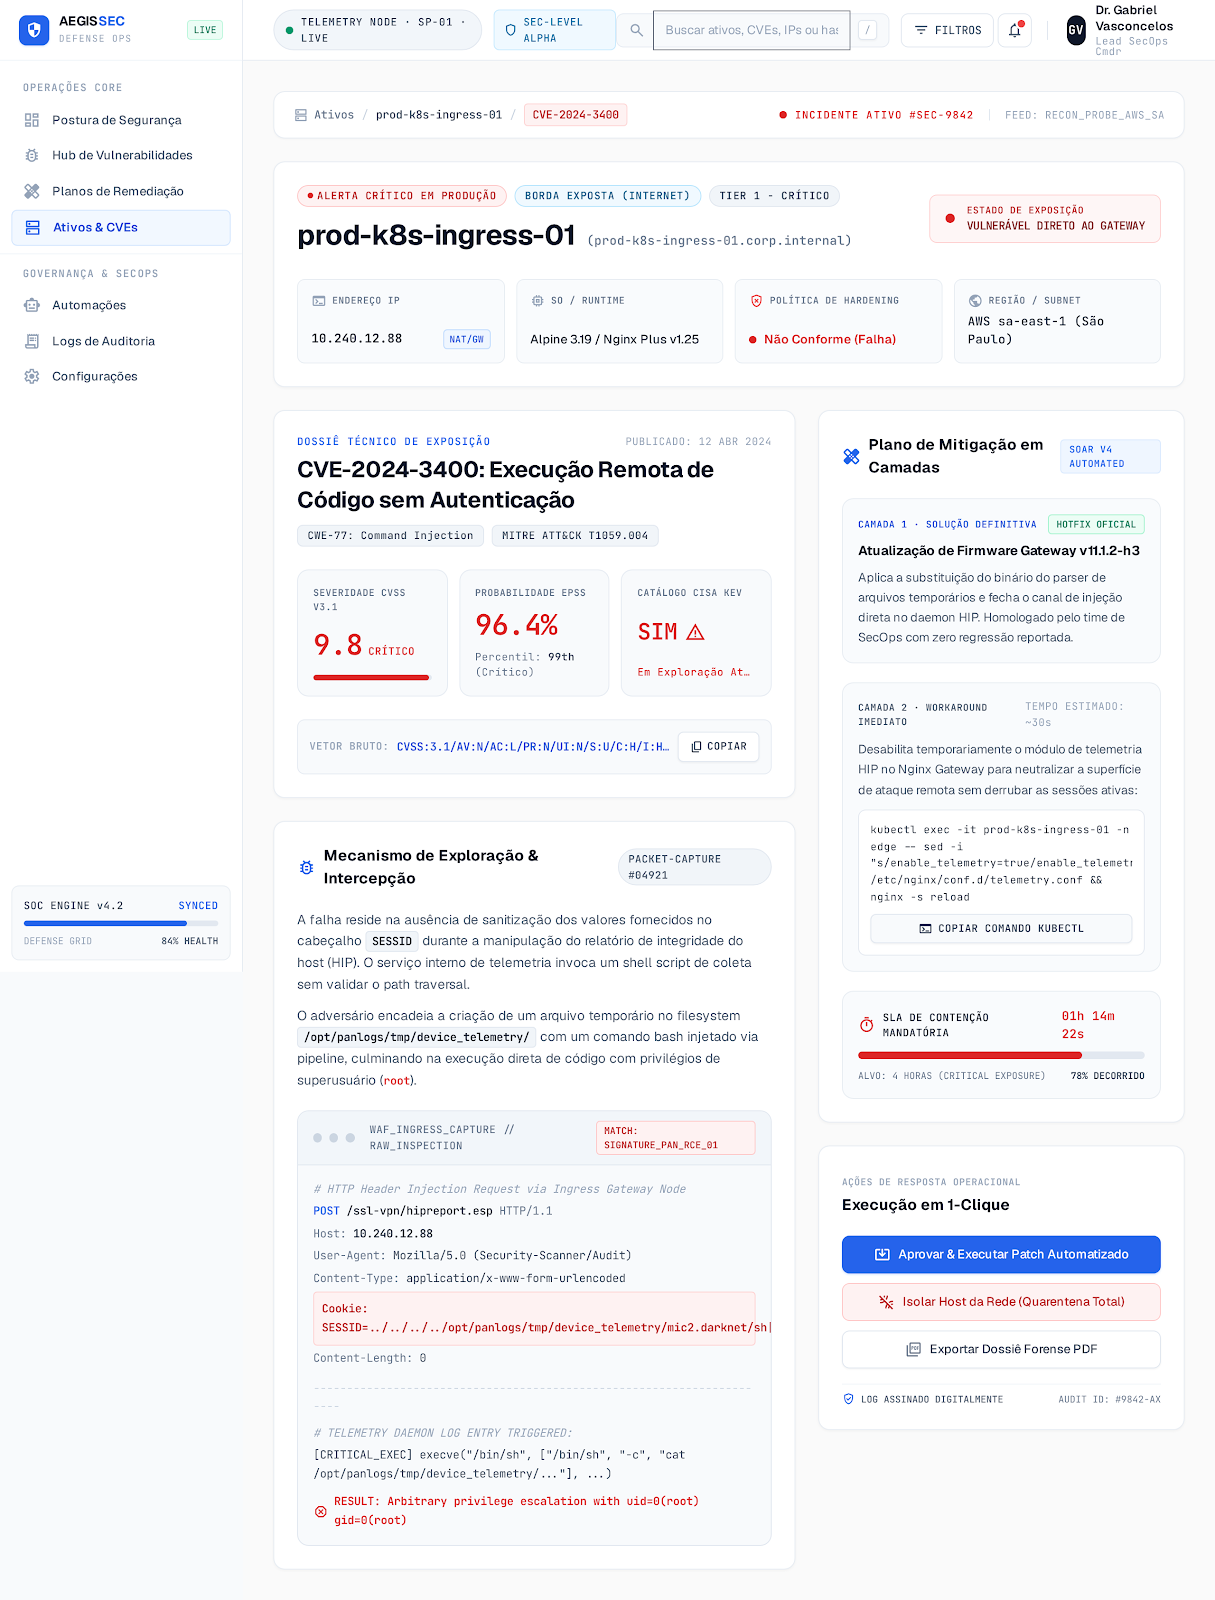 AEGISSEC
DEFENSE OPS
LIVE
OPERAÇÕES CORE
Postura de Segurança
Hub de Vulnerabilidades
Planos de Remediação
Ativos & CVEs
GOVERNANÇA & SECOPS
Automações
Logs de Auditoria
Configurações
SOC ENGINE v4.2
SYNCED
DEFENSE GRID
84% HEALTH
TELEMETRY NODE · SP-01 ·
LIVE
SEC-LEVEL
ALPHA
Buscar ativos, CVEs, IPs ou has
/
FILTROS
GV
Dr. Gabriel
Vasconcelos
Lead SecOps
Cmdr
Ativos / prod-k8s-ingress-01 / CVE-2024-3400
INCIDENTE ATIVO #SEC-9842
FEED: RECON_PROBE_AWS_SA
ALERTA CRÍTICO EM PRODUÇÃO
BORDA EXPOSTA (INTERNET)
TIER 1 - CRÍTICO
prod-k8s-ingress-01 (prod-k8s-ingress-01.corp.internal)
ESTADO DE EXPOSIÇÃO
VULNERÁVEL DIRETO AO GATEWAY
ENDEREÇO IP
10.240.12.88
NAT/GW
SO / RUNTIME
Alpine 3.19 / Nginx Plus v1.25
POLÍTICA DE HARDENING
Não Conforme (Falha)
REGIÃO / SUBNET
AWS sa-east-1 (São
Paulo)
DOSSIÊ TÉCNICO DE EXPOSIÇÃO
PUBLICADO: 12 ABR 2024
CVE-2024-3400: Execução Remota de
Código sem Autenticação
CWE-77: Command Injection
MITRE ATT&CK T1059.004
SEVERIDADE CVSS
V3.1
9.8 CRÍTICO
PROBABILIDADE EPSS
96.4%
Percentil: 99th
(Crítico)
CATÁLOGO CISA KEV
SIM
Em Exploração At…
VETOR BRUTO: CVSS:3.1/AV:N/AC:L/PR:N/UI:N/S:U/C:H/I:H…
COPIAR
Mecanismo de Exploração &
Intercepção
PACKET-CAPTURE
#04921
A falha reside na ausência de sanitização dos valores fornecidos no
cabeçalho SESSID durante a manipulação do relatório de integridade do
host (HIP). O serviço interno de telemetria invoca um shell script de coleta
sem validar o path traversal.
O adversário encadeia a criação de um arquivo temporário no filesystem
/opt/panlogs/tmp/device_telemetry/ com um comando bash injetado via
pipeline, culminando na execução direta de código com privilégios de
superusuário (root).
WAF_INGRESS_CAPTURE //
RAW_INSPECTION
MATCH:
SIGNATURE_PAN_RCE_01
# HTTP Header Injection Request via Ingress Gateway Node
POST /ssl-vpn/hipreport.esp HTTP/1.1
Host: 10.240.12.88
User-Agent: Mozilla/5.0 (Security-Scanner/Audit)
Content-Type: application/x-www-form-urlencoded
Cookie:
SESSID=../../../../opt/panlogs/tmp/device_telemetry/mic2.darknet/sh|
Content-Length: 0
-------------------------------------------------------------------
----
# TELEMETRY DAEMON LOG ENTRY TRIGGERED:
[CRITICAL_EXEC] execve("/bin/sh", ["/bin/sh", "-c", "cat
/opt/panlogs/tmp/device_telemetry/..."], ...)
RESULT: Arbitrary privilege escalation with uid=0(root)
gid=0(root)
Plano de Mitigação em
Camadas
SOAR V4
AUTOMATED
CAMADA 1 · SOLUÇÃO DEFINITIVA
HOTFIX OFICIAL
Atualização de Firmware Gateway v11.1.2-h3
Aplica a substituição do binário do parser de
arquivos temporários e fecha o canal de injeção
direta no daemon HIP. Homologado pelo time de
SecOps com zero regressão reportada.
CAMADA 2 · WORKAROUND
IMEDIATO
TEMPO ESTIMADO:
~30s
Desabilita temporariamente o módulo de telemetria
HIP no Nginx Gateway para neutralizar a superfície
de ataque remota sem derrubar as sessões ativas:
kubectl exec -it prod-k8s-ingress-01 -n
edge -- sed -i
"s/enable_telemetry=true/enable_telemetr
/etc/nginx/conf.d/telemetry.conf &&
nginx -s reload
COPIAR COMANDO KUBECTL
SLA DE CONTENÇÃO
MANDATÓRIA
01h 14m
22s
ALVO: 4 HORAS (CRITICAL EXPOSURE)
78% DECORRIDO
AÇÕES DE RESPOSTA OPERACIONAL
Execução em 1-Clique
Aprovar & Executar Patch Automatizado
Isolar Host da Rede (Quarentena Total)
Exportar Dossiê Forense PDF
LOG ASSINADO DIGITALMENTE
AUDIT ID: #9842-AX